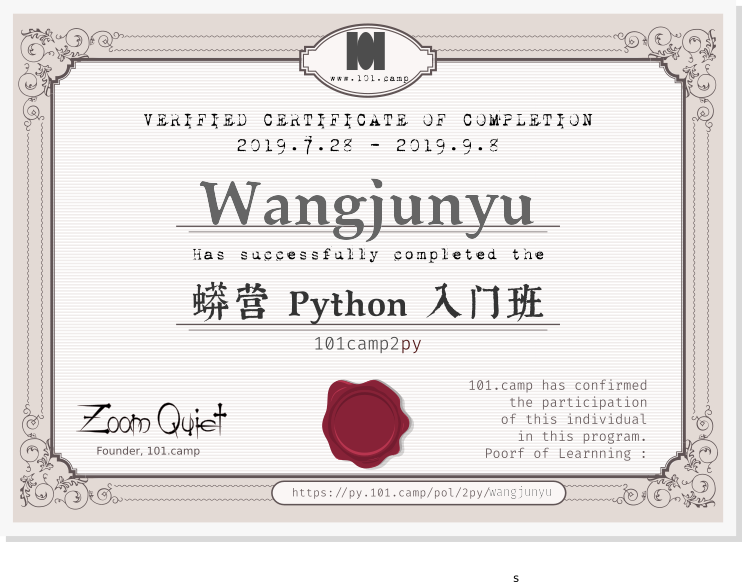 101
www.101.camp
VERIFIED CERTIFICATE OF COMPLETION
2019.7.28 - 2019.9.8
Wangjunyu
Has successfully completed the
蟒营 Python 入门班
101camp2py
101.camp has confirmed
the participation
of this individual
in this program.
Poorf of Learnning :
Zoom Quiet
Founder, 101.camp
https://py.101.camp/pol/2py/wangjunyu
s